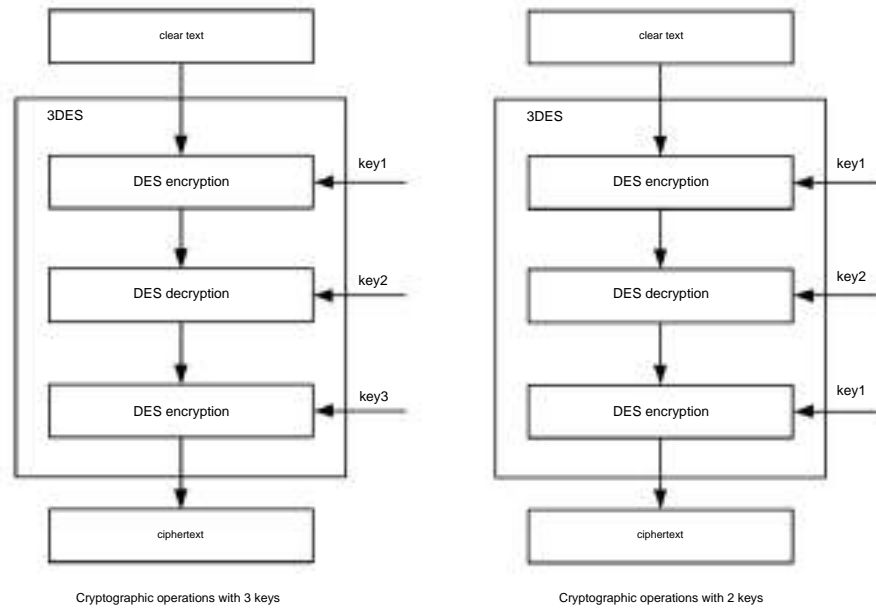 clear text
3DES
DES encryption
key1
DES decryption
key2
DES encryption
key3
ciphertext
Cryptographic operations with 3 keys
clear text
3DES
DES encryption
key1
DES decryption
key2
DES encryption
key1
ciphertext
Cryptographic operations with 2 keys